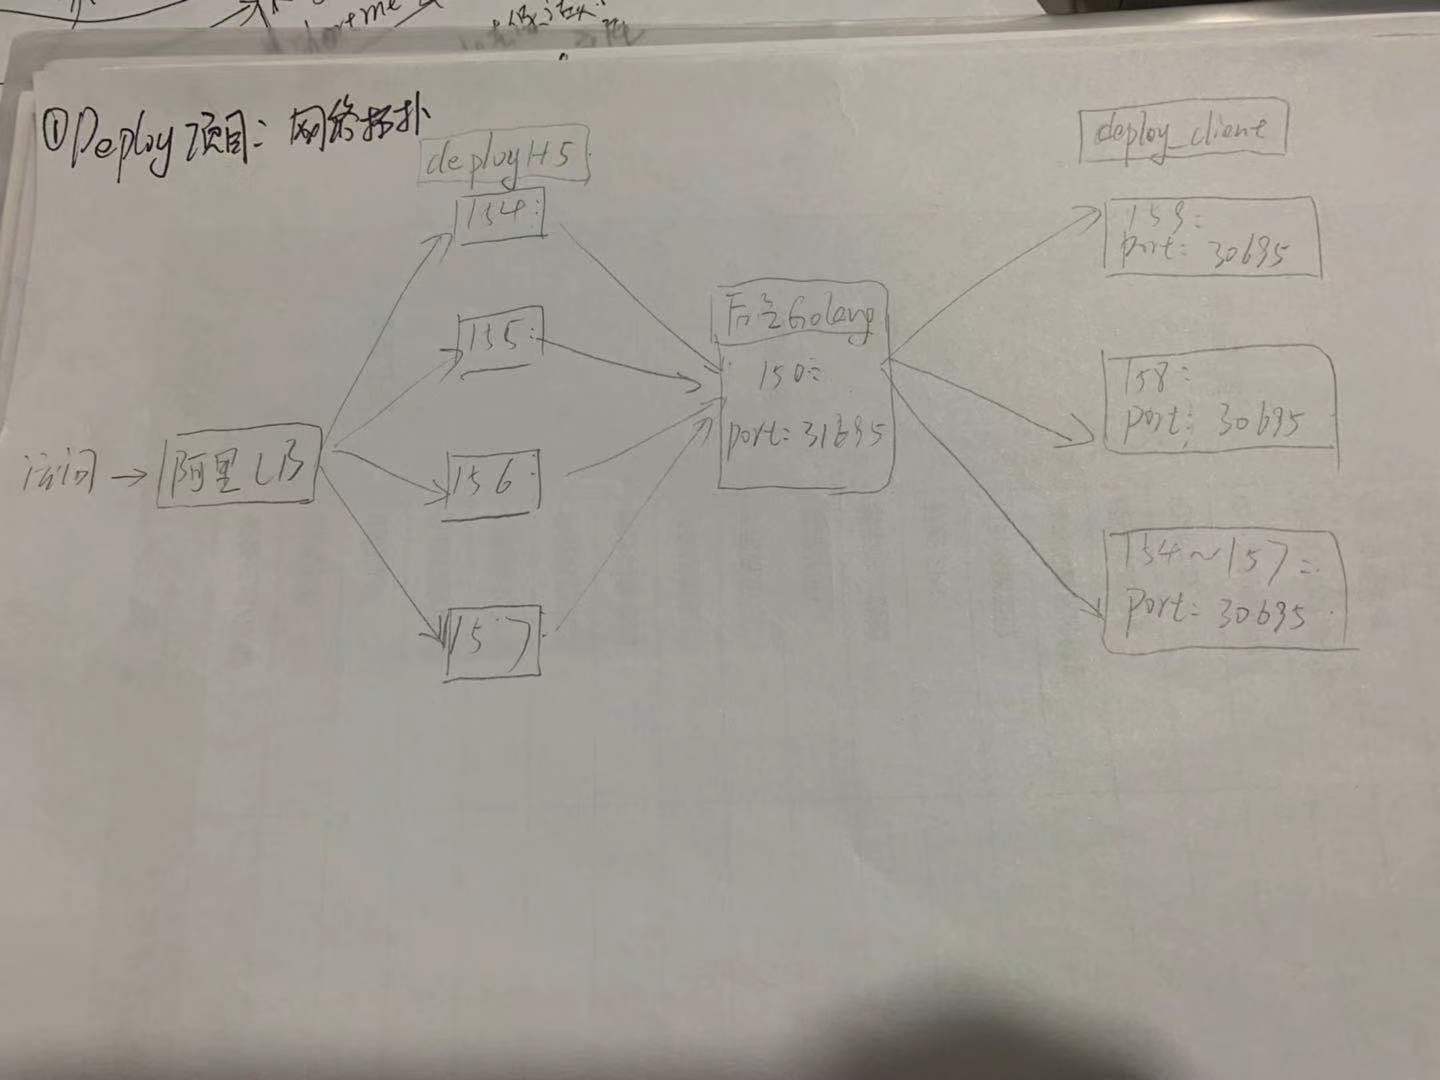 ①Deploy项目: 网络拓扑
deployH5
deploy_client
154:
155:
156
157
访问 → 阿里LB
后台Golang
150:
port: 31695
159:
port: 30695
158:
port: 30695
154~157:
port: 30695